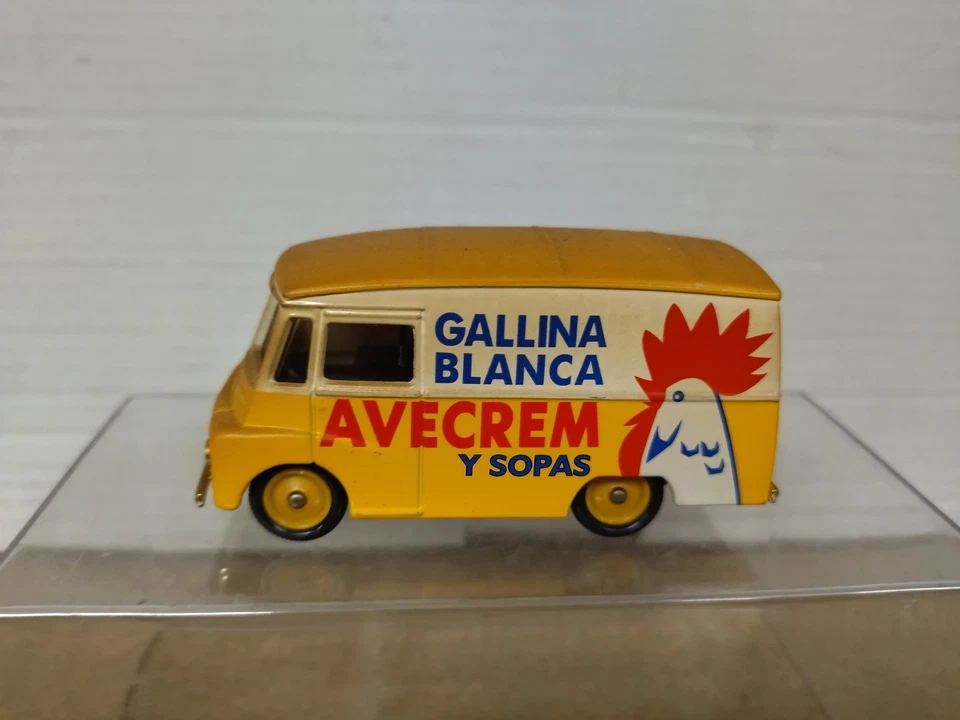 GALLINA
BLANCA
AVECREM
Y SOPAS